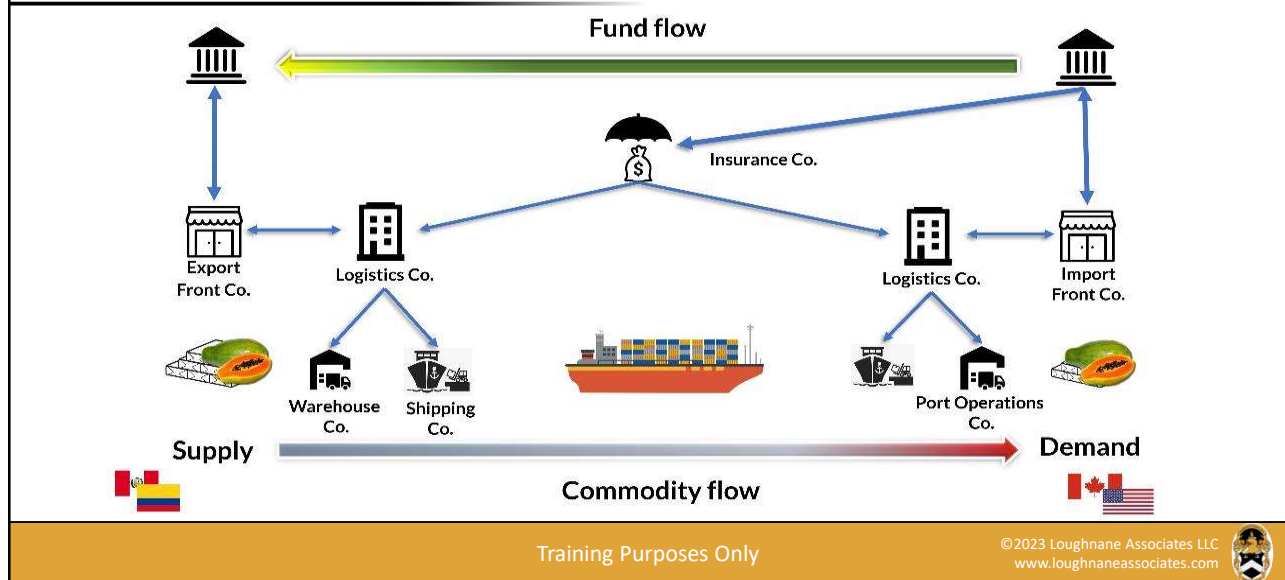 Fund flow
Insurance Co.
$
Export
Front Co.
Logistics Co.
Logistics Co.
Import
Front Co.
Warehouse
Co.
Shipping
Co.
Port Operations
Co.
Supply
Demand
Commodity flow
Training Purposes Only
©2023 Loughnane Associates LLC
www.loughnaneassociates.com